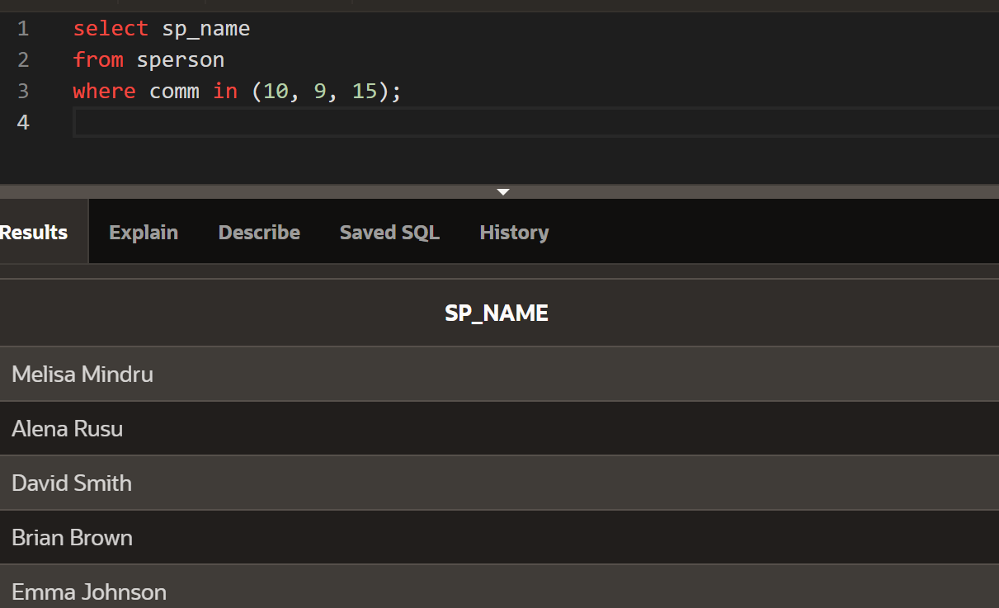 1 select sp_name
2 from sperson
3 where comm in (10, 9, 15);
4
Results Explain Describe Saved SQL History
SP_NAME
Melisa Mindru
Alena Rusu
David Smith
Brian Brown
Emma Johnson